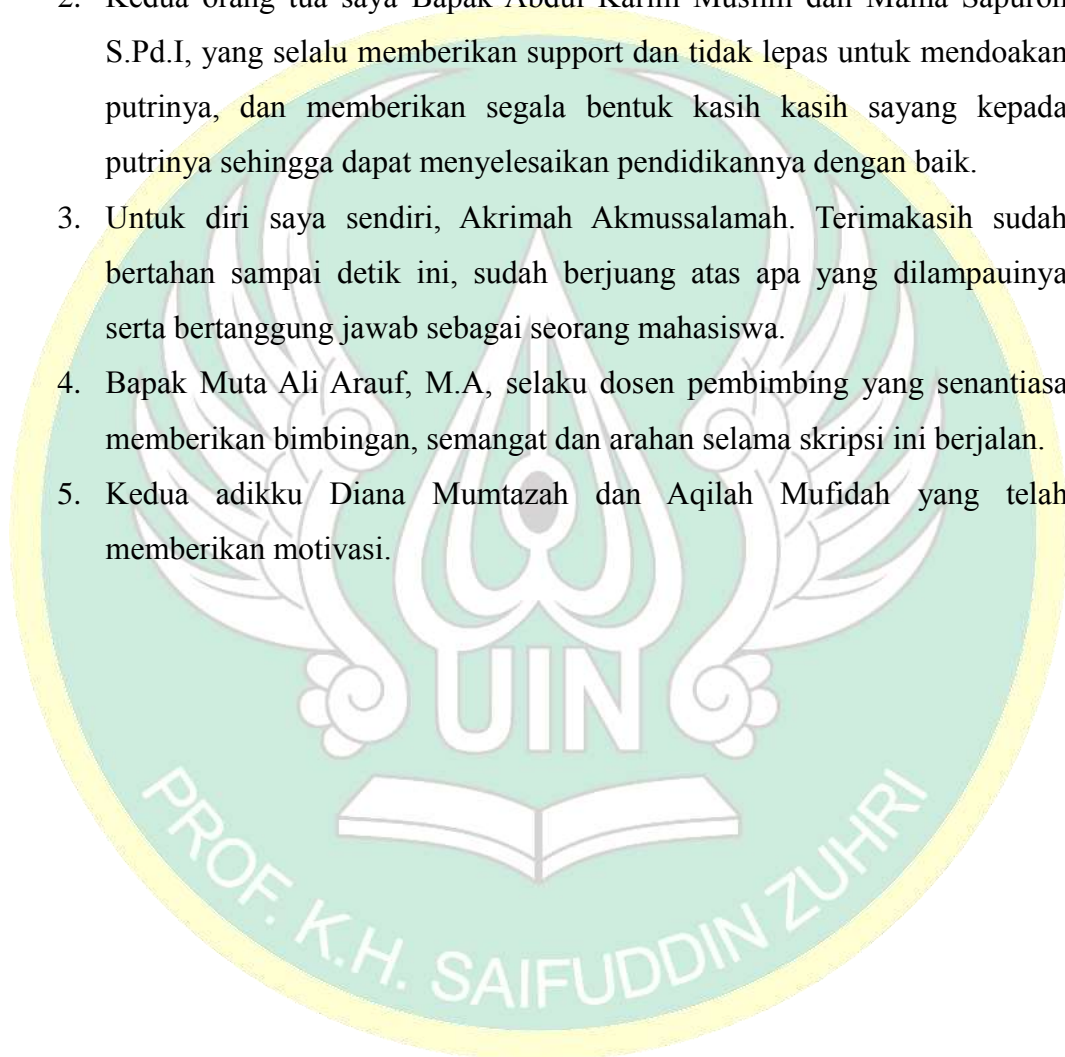 2. Kedua orang tua saya Bapak Abdul Karim Muslim dan Mama Sapuroh
S.Pd.I, yang selalu memberikan support dan tidak lepas untuk mendoakan
putrinya, dan memberikan segala bentuk kasih kasih sayang kepada
putrinya sehingga dapat menyelesaikan pendidikannya dengan baik.
3. Untuk diri saya sendiri, Akrimah Akmussalamah. Terimakasih sudah
bertahan sampai detik ini, sudah berjuang atas apa yang dilampauinya
serta bertanggung jawab sebagai seorang mahasiswa.
4. Bapak Muta Ali Arauf, M.A, selaku dosen pembimbing yang senantiasa
memberikan bimbingan, semangat dan arahan selama skripsi ini berjalan.
5. Kedua adikku Diana Mumtazah dan Aqilah Mufidah yang telah
memberikan motivasi.
UIN
PROF. K.H. SAIFUDDIN ZUHRI